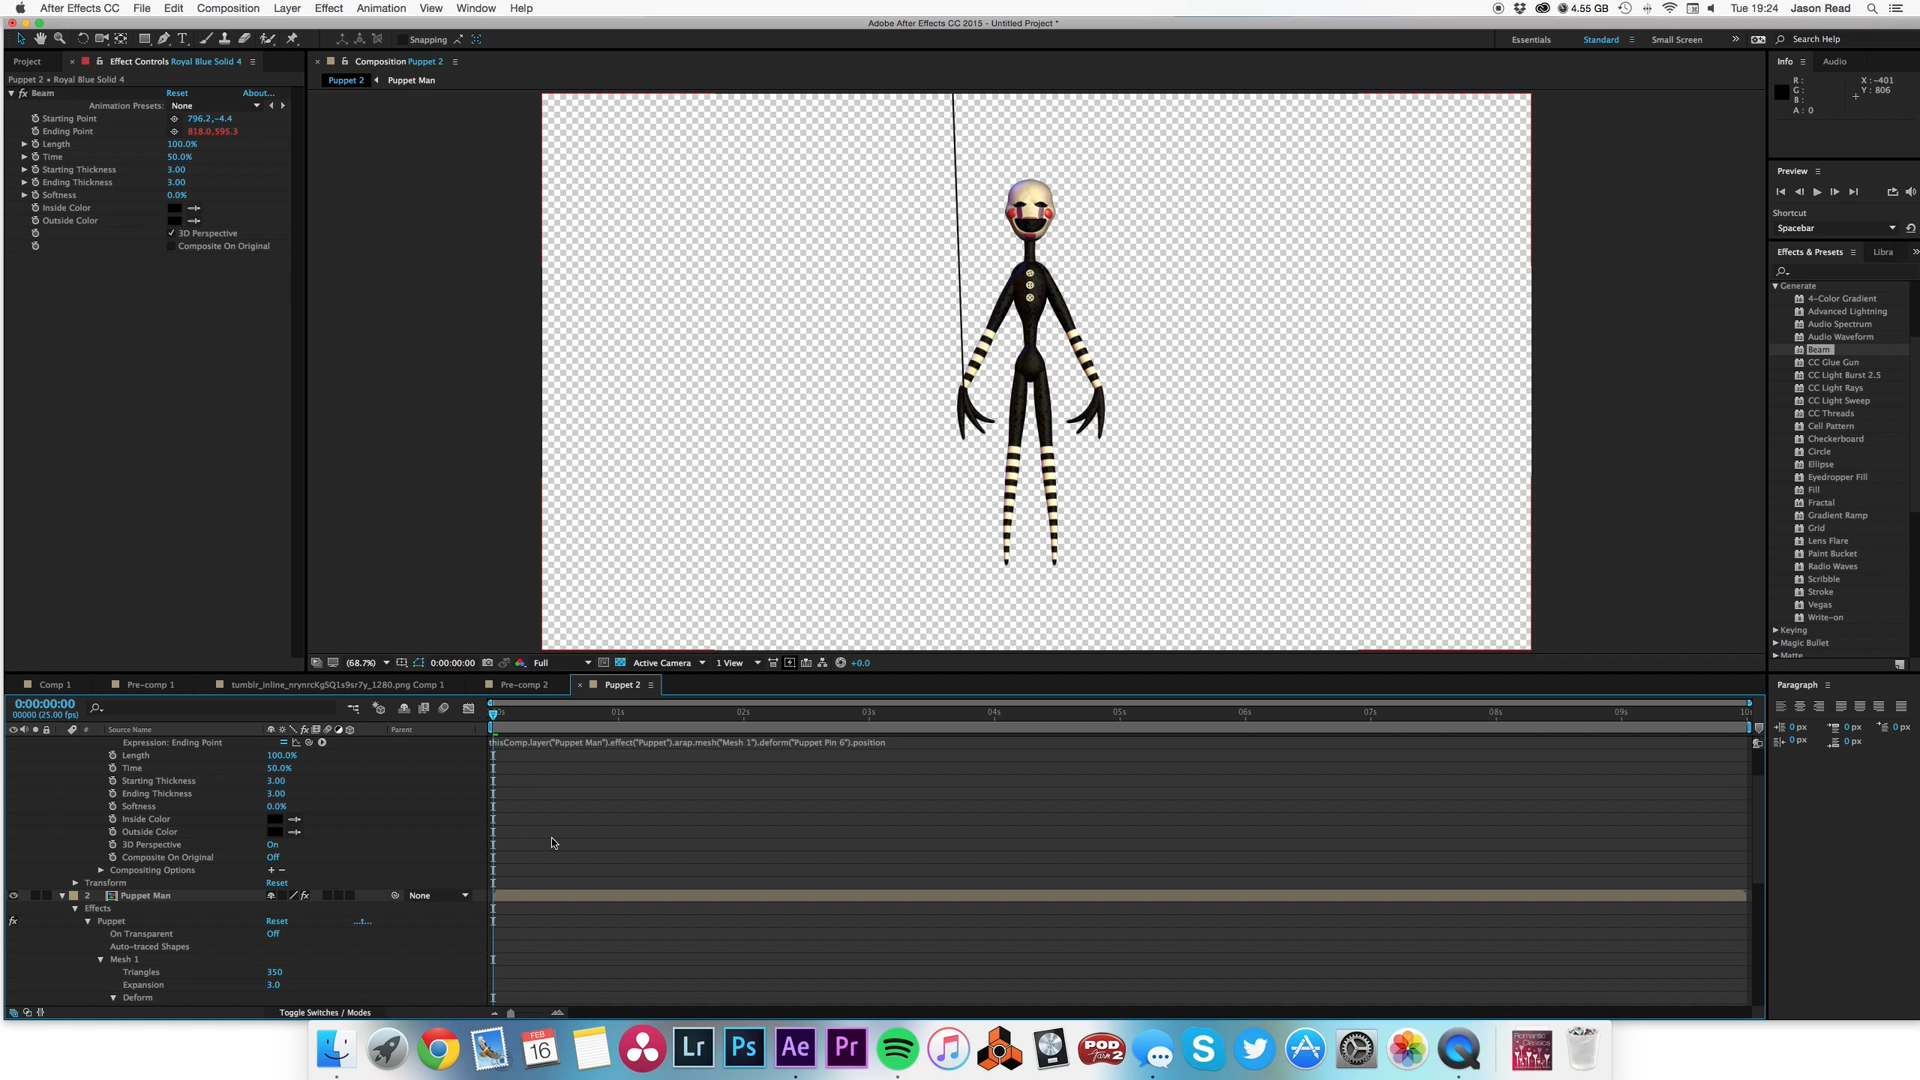 After Effects CC File Edit Composition Layer Effect Animation View Window Help 4.55 GB Tue 19:24 Jason Read
Adobe After Effects CC 2015 - Untitled Project *
Snapping Essentials Standard Small Screen Search Help
Project Effect Controls Royal Blue Solid 4 Composition Puppet 2 Info Audio
Puppet 2 • Royal Blue Solid 4 Puppet 2 Puppet Man
fx Beam Reset About...
Animation Presets: None
Starting Point 796.2,-4.4
Ending Point 818.0,595.3
Length 100.0%
Time 50.0%
Starting Thickness 3.00
Ending Thickness 3.00
Softness 0.0%
Inside Color
Outside Color
3D Perspective
Composite On Original
R :
G :
B :
A : 0
X : -401
Y : 806
Preview
Shortcut
Spacebar
Effects & Presets Libra
Generate
4-Color Gradient
Advanced Lightning
Audio Spectrum
Audio Waveform
Beam
CC Glue Gun
CC Light Burst 2.5
CC Light Rays
CC Light Sweep
CC Threads
Cell Pattern
Checkerboard
Circle
Ellipse
Eyedropper Fill
Fill
Fractal
Gradient Ramp
Grid
Lens Flare
Paint Bucket
Radio Waves
Scribble
Stroke
Vegas
Write-on
Keying
Magic Bullet
Matte
(68.7%) 0:00:00:00 Full Active Camera 1 View +0.0
Comp 1 Pre-comp 1 tumblr_inline_nrynrcKgSQ1s9sr7y_1280.png Comp 1 Pre-comp 2 Puppet 2
Paragraph
0 px 0 px 0 px
0 px 0 px
0:00:00:00
00000 (25.00 fps)
01s 02s 03s 04s 05s 06s 07s 08s 09s 10s
# Source Name Parent
Expression: Ending Point thisComp.layer("Puppet Man").effect("Puppet").arap.mesh("Mesh 1").deform("Puppet Pin 6").position
Length 100.0%
Time 50.0%
Starting Thickness 3.00
Ending Thickness 3.00
Softness 0.0%
Inside Color
Outside Color
3D Perspective On
Composite On Original Off
Compositing Options + −
Transform Reset
2 Puppet Man None
Effects
fx Puppet Reset ...t...
On Transparent Off
Auto-traced Shapes
Mesh 1
Triangles 350
Expansion 3.0
Deform
Toggle Switches / Modes
FEB 16 Lr Ps Ae Pr POD Farm 2 Romantic Classics